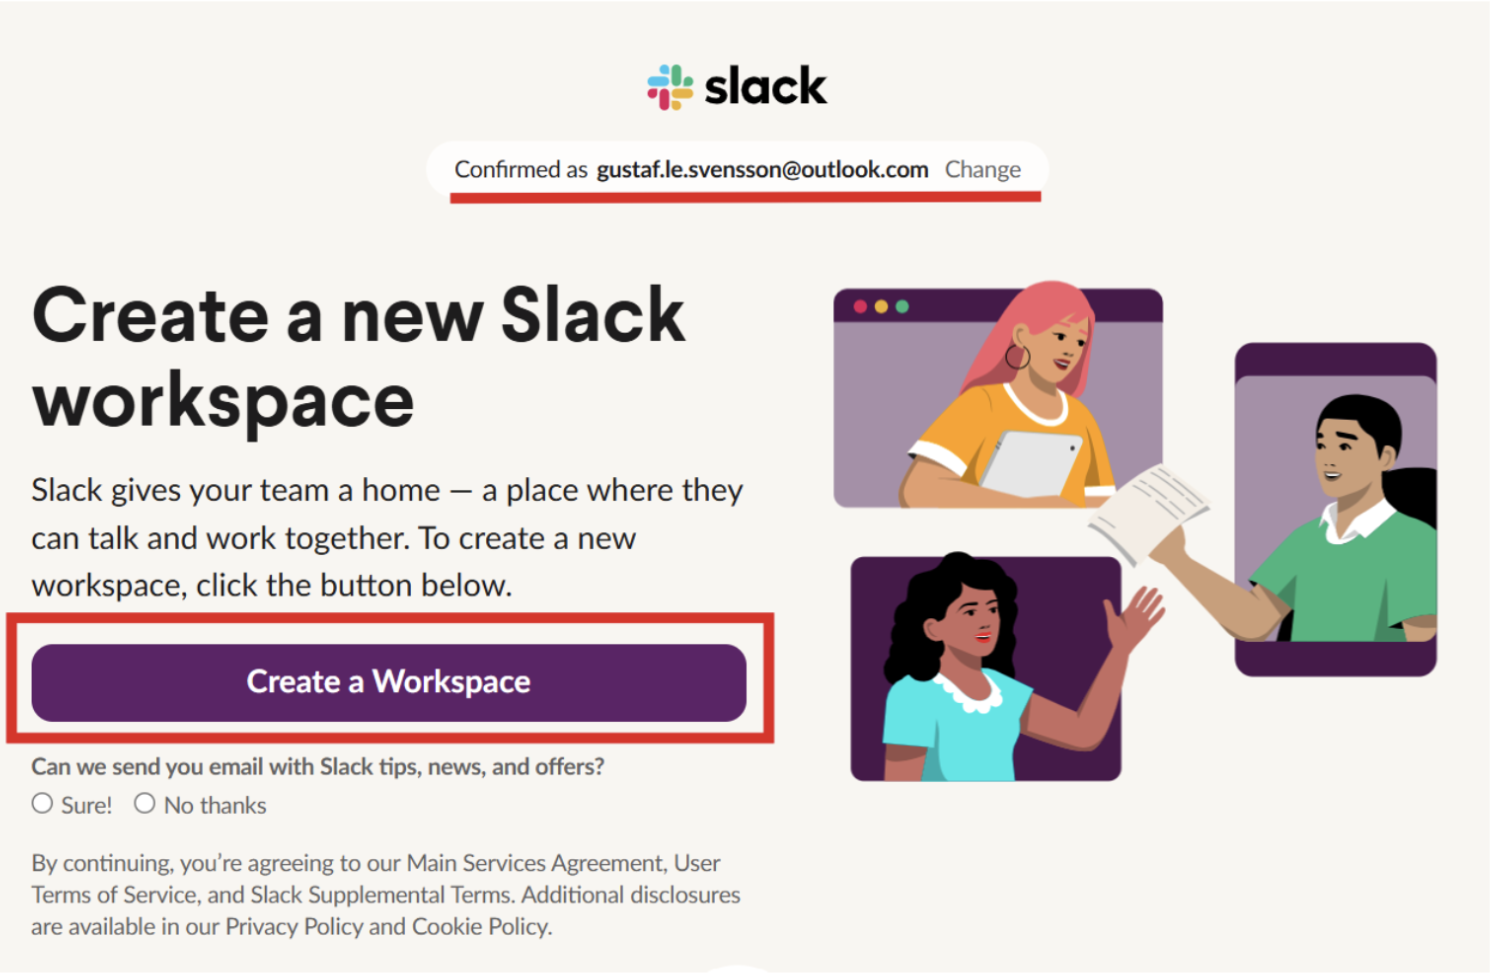 slack
Confirmed as gustaf.le.svensson@outlook.com Change
Create a new Slack
workspace
Slack gives your team a home — a place where they
can talk and work together. To create a new
workspace, click the button below.
Create a Workspace
Can we send you email with Slack tips, news, and offers?
Sure! No thanks
By continuing, you’re agreeing to our Main Services Agreement, User
Terms of Service, and Slack Supplemental Terms. Additional disclosures
are available in our Privacy Policy and Cookie Policy.